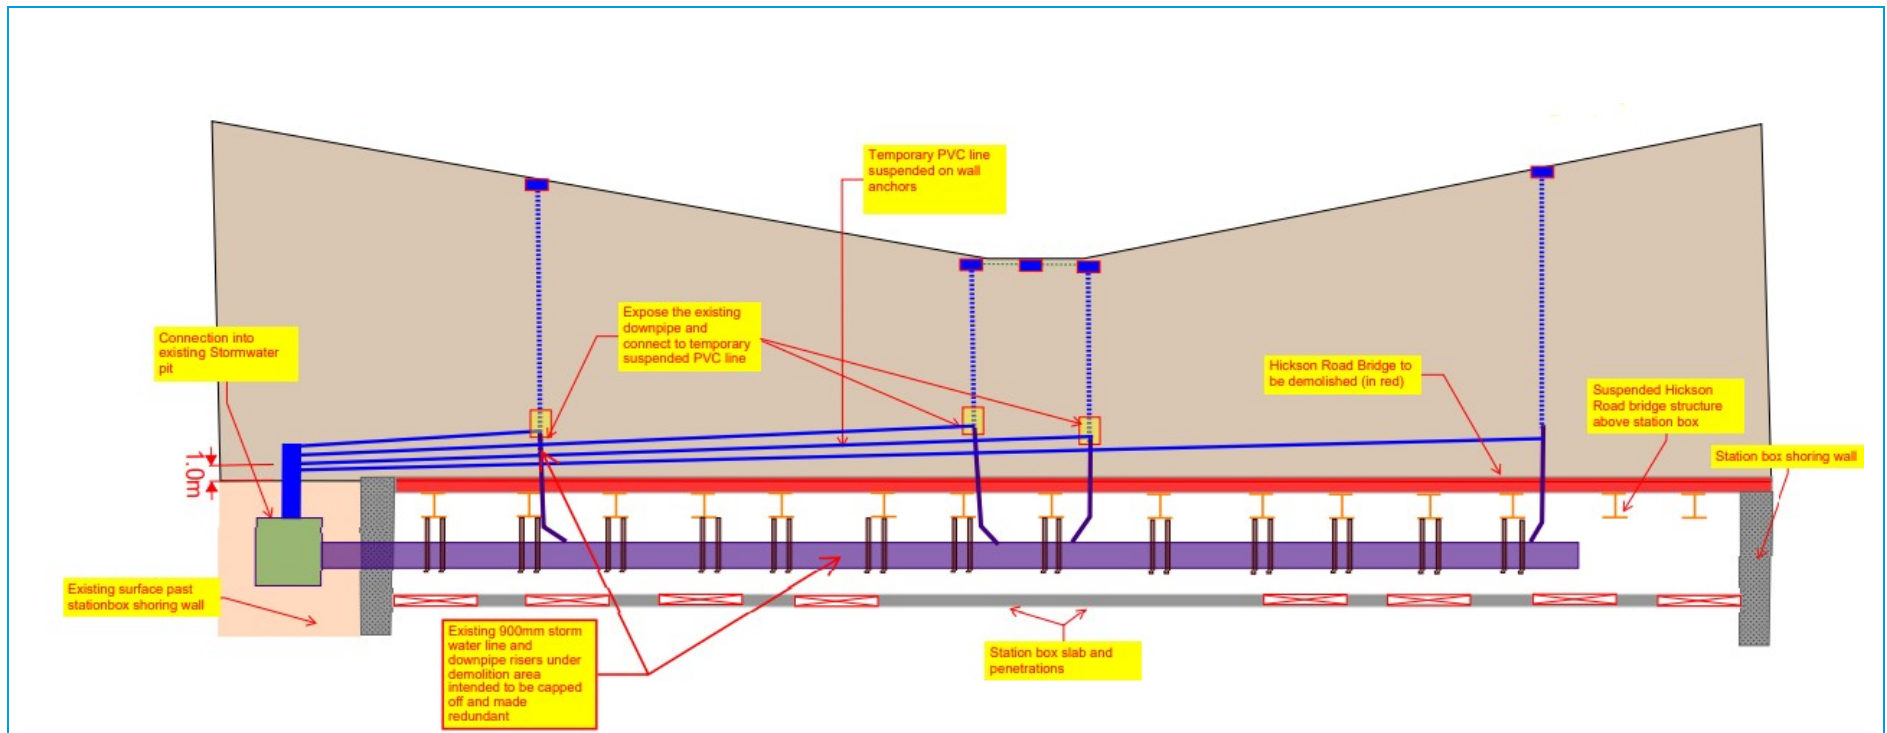 Temporary PVC line
suspended on wall
anchors
Expose the existing
downpipe and
connect to temporary
suspended PVC line
Connection into
existing Stormwater
pit
Hickson Road Bridge to
be demolished (in red)
Suspended Hickson
Road bridge structure
above station box
Station box shoring wall
1.0m
Existing surface past
stationbox shoring wall
Existing 900mm storm
water line and
downpipe risers under
demolition area
intended to be capped
off and made
redundant
Station box slab and
penetrations